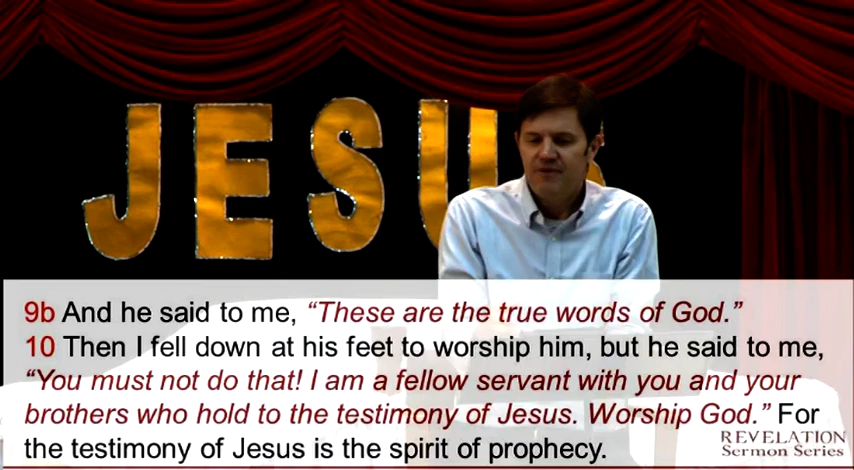 JESUS
9b And he said to me, “These are the true words of God.”
10 Then I fell down at his feet to worship him, but he said to me,
“You must not do that! I am a fellow servant with you and your
brothers who hold to the testimony of Jesus. Worship God.” For
the testimony of Jesus is the spirit of prophecy.
REVELATION
Sermon Series